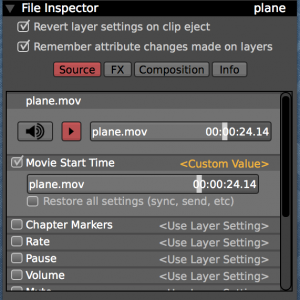 File Inspector plane
Revert layer settings on clip eject
Remember attribute changes made on layers
Source FX Composition Info
plane.mov
plane.mov 00:00:24.14
Movie Start Time <Custom Value>
plane.mov 00:00:24.14
Restore all settings (sync, send, etc)
Chapter Markers <Use Layer Setting>
Rate <Use Layer Setting>
Pause <Use Layer Setting>
Volume <Use Layer Setting>